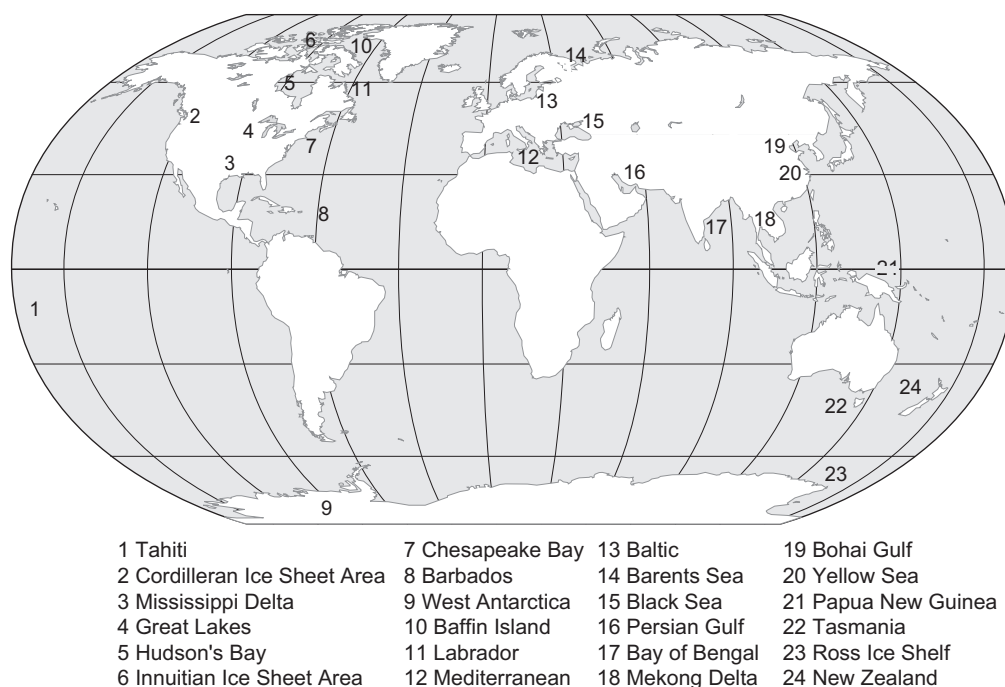 6
10
14
5
11
13
2
4
15
7
19
12
3
16
20
8
17
18
21
1
24
22
23
9
1 Tahiti
2 Cordilleran Ice Sheet Area
3 Mississippi Delta
4 Great Lakes
5 Hudson's Bay
6 Innuitian Ice Sheet Area
7 Chesapeake Bay
8 Barbados
9 West Antarctica
10 Baffin Island
11 Labrador
12 Mediterranean
13 Baltic
14 Barents Sea
15 Black Sea
16 Persian Gulf
17 Bay of Bengal
18 Mekong Delta
19 Bohai Gulf
20 Yellow Sea
21 Papua New Guinea
22 Tasmania
23 Ross Ice Shelf
24 New Zealand